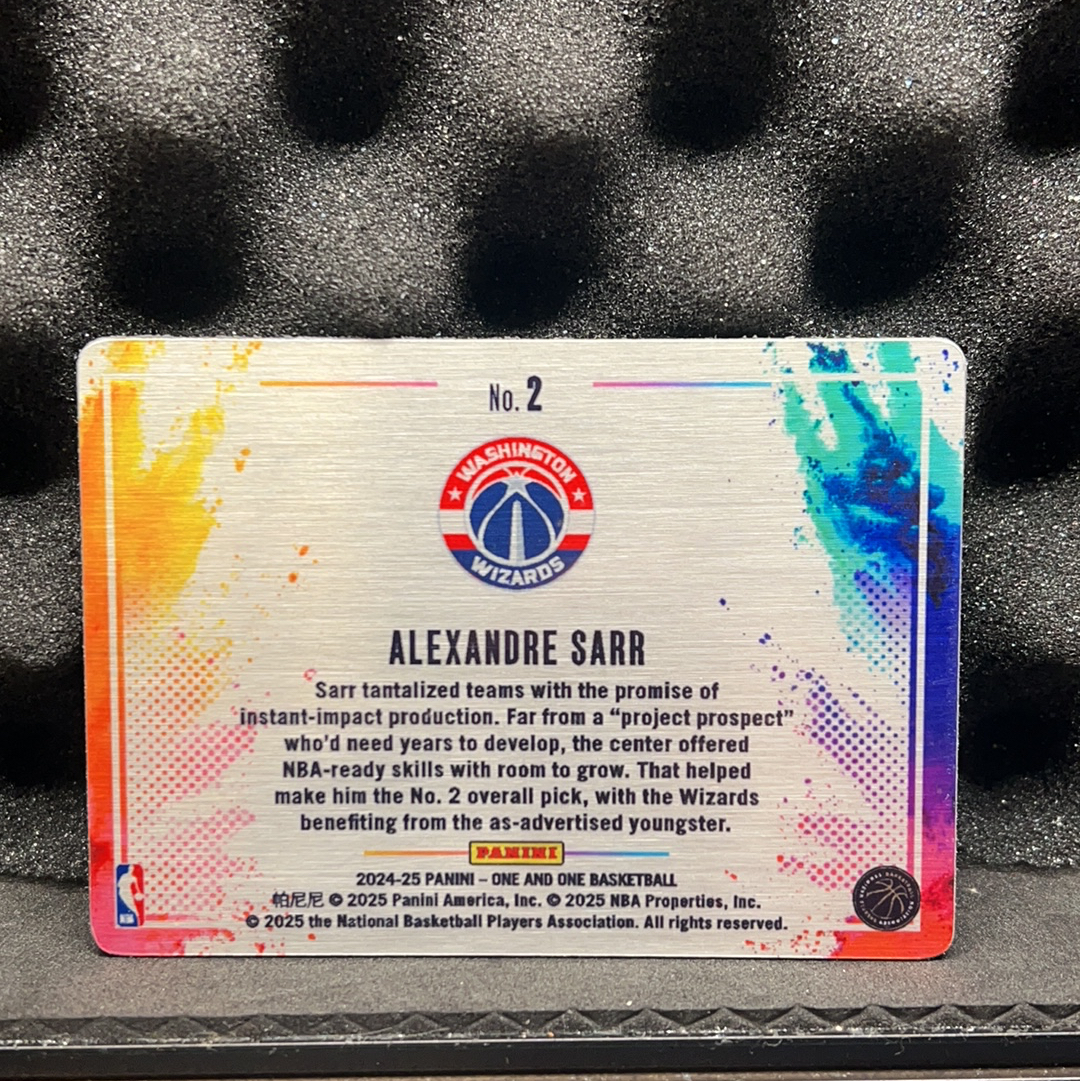 No. 2
WASHINGTON
WIZARDS
ALEXANDRE SARR
Sarr tantalized teams with the promise of
instant-impact production. Far from a “project prospect”
who’d need years to develop, the center offered
NBA-ready skills with room to grow. That helped
make him the No. 2 overall pick, with the Wizards
benefiting from the as-advertised youngster.
PANINI
2024-25 PANINI – ONE AND ONE BASKETBALL
帕尼尼 © 2025 Panini America, Inc. © 2025 NBA Properties, Inc.
© 2025 the National Basketball Players Association. All rights reserved.
NBA